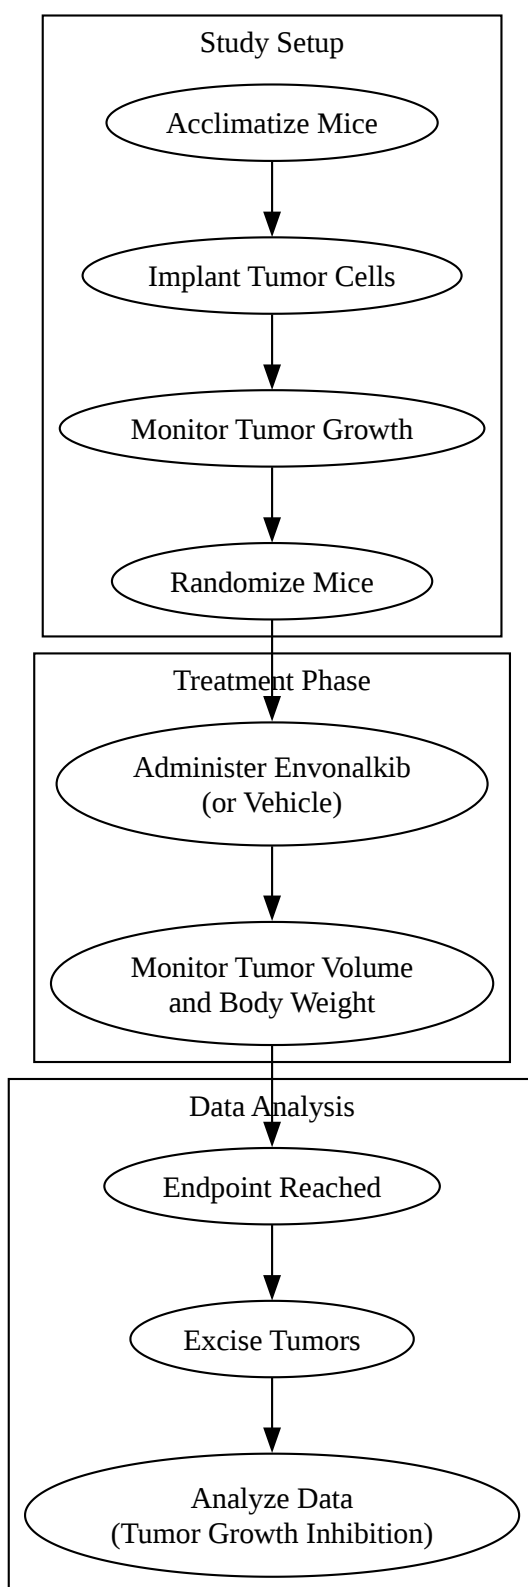 Study Setup
Acclimatize Mice
Implant Tumor Cells
Monitor Tumor Growth
Randomize Mice
Treatment Phase
Administer Envonalkib
(or Vehicle)
Monitor Tumor Volume
and Body Weight
Data Analysis
Endpoint Reached
Excise Tumors
Analyze Data
(Tumor Growth Inhibition)